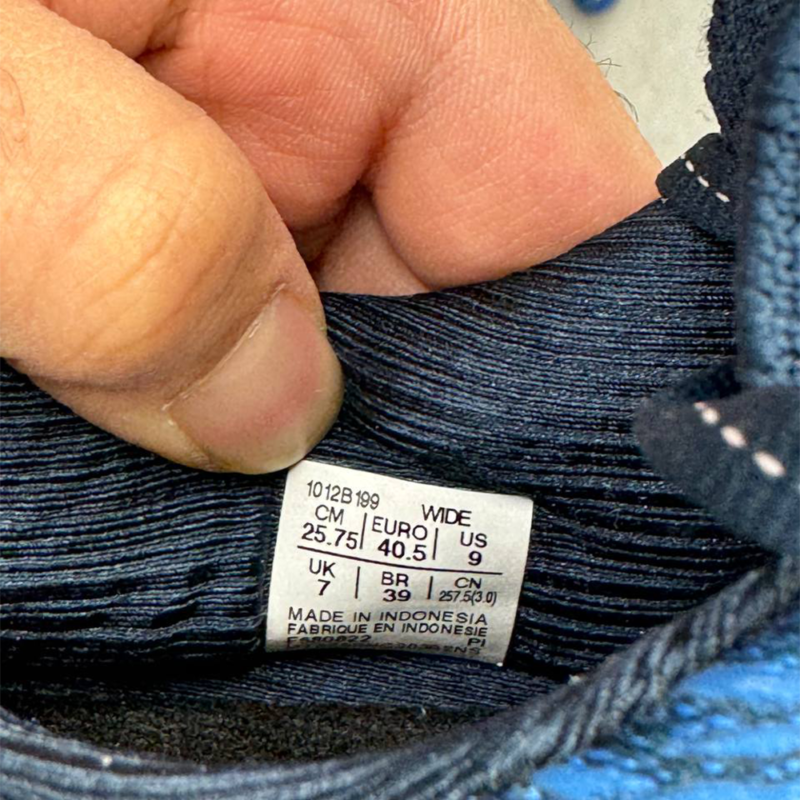 1012B199 WIDE
CM EURO US
25.75 40.5 9
UK BR CN
7 39 257.5(3.0)
MADE IN INDONESIA
FABRIQUE EN INDONESIE
PI